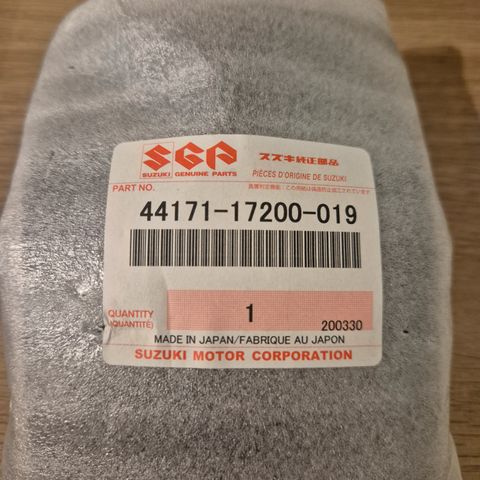 SGP
スズキ純正部品
SUZUKI GENUINE PARTS
PIÈCES D'ORIGINE DE SUZUKI
PART NO.
44171-17200-019
QUANTITY
(QUANTITÉ)
1
200330
MADE IN JAPAN/FABRIQUE AU JAPON
SUZUKI MOTOR CORPORATION